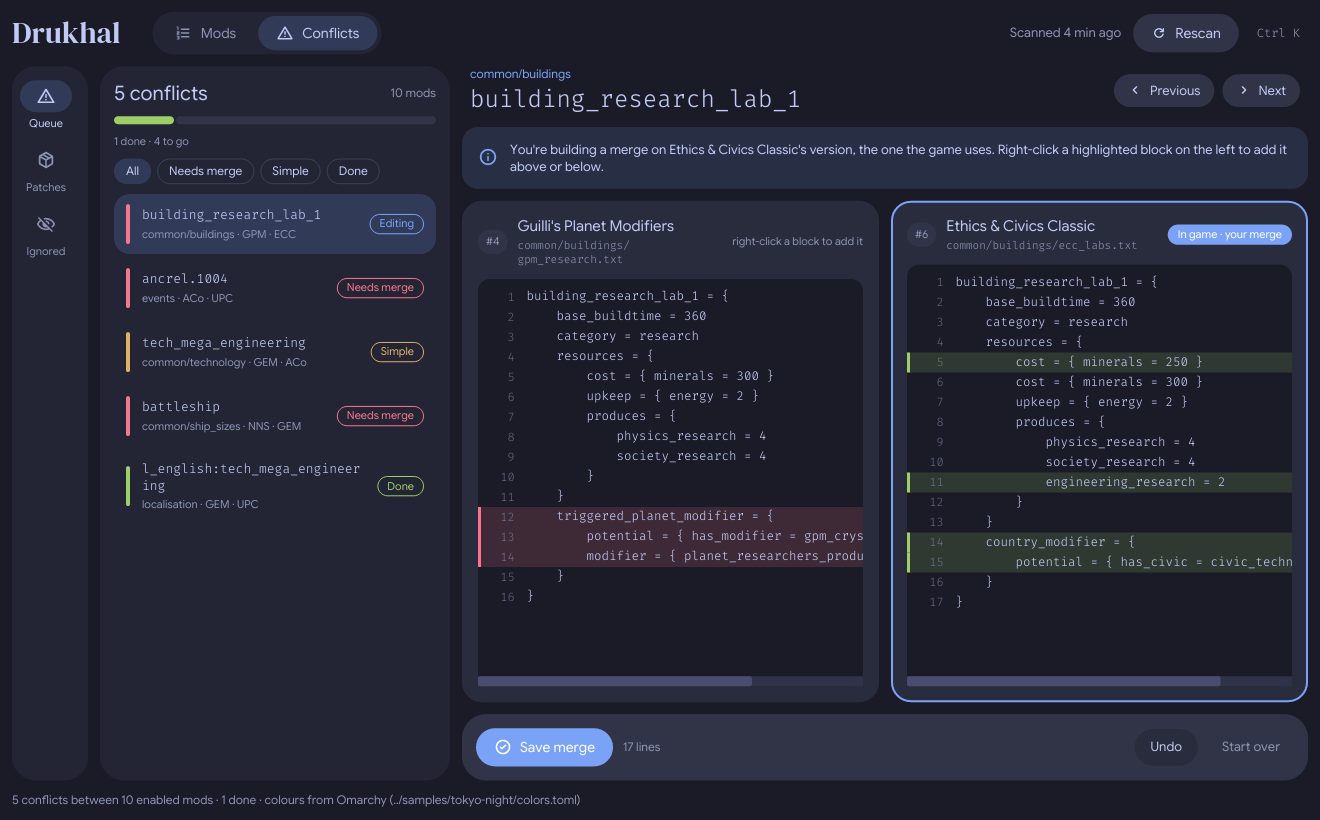 Drukhal
Mods
Conflicts
Scanned 4 min ago
Rescan
Ctrl K
Queue
Patches
Ignored
5 conflicts
10 mods
1 done · 4 to go
All
Needs merge
Simple
Done
building_research_lab_1
common/buildings · GPM · ECC
Editing
ancrel.1004
events · ACo · UPC
Needs merge
tech_mega_engineering
common/technology · GEM · ACo
Simple
battleship
common/ship_sizes · NNS · GEM
Needs merge
l_english:tech_mega_engineer
ing
localisation · GEM · UPC
Done
common/buildings
building_research_lab_1
Previous
Next
You're building a merge on Ethics & Civics Classic's version, the one the game uses. Right-click a highlighted block on the left to add it
above or below.
#4
Guilli's Planet Modifiers
common/buildings/
gpm_research.txt
right-click a block to add it
1 building_research_lab_1 = {
2 base_buildtime = 360
3 category = research
4 resources = {
5 cost = { minerals = 300 }
6 upkeep = { energy = 2 }
7 produces = {
8 physics_research = 4
9 society_research = 4
10 }
11 }
12 triggered_planet_modifier = {
13 potential = { has_modifier = gpm_crys
14 modifier = { planet_researchers_produ
15 }
16 }
#6
Ethics & Civics Classic
common/buildings/ecc_labs.txt
In game · your merge
1 building_research_lab_1 = {
2 base_buildtime = 360
3 category = research
4 resources = {
5 cost = { minerals = 250 }
6 cost = { minerals = 300 }
7 upkeep = { energy = 2 }
8 produces = {
9 physics_research = 4
10 society_research = 4
11 engineering_research = 2
12 }
13 }
14 country_modifier = {
15 potential = { has_civic = civic_techn
16 }
17 }
Save merge
17 lines
Undo
Start over
5 conflicts between 10 enabled mods · 1 done · colours from Omarchy (../samples/tokyo-night/colors.toml)